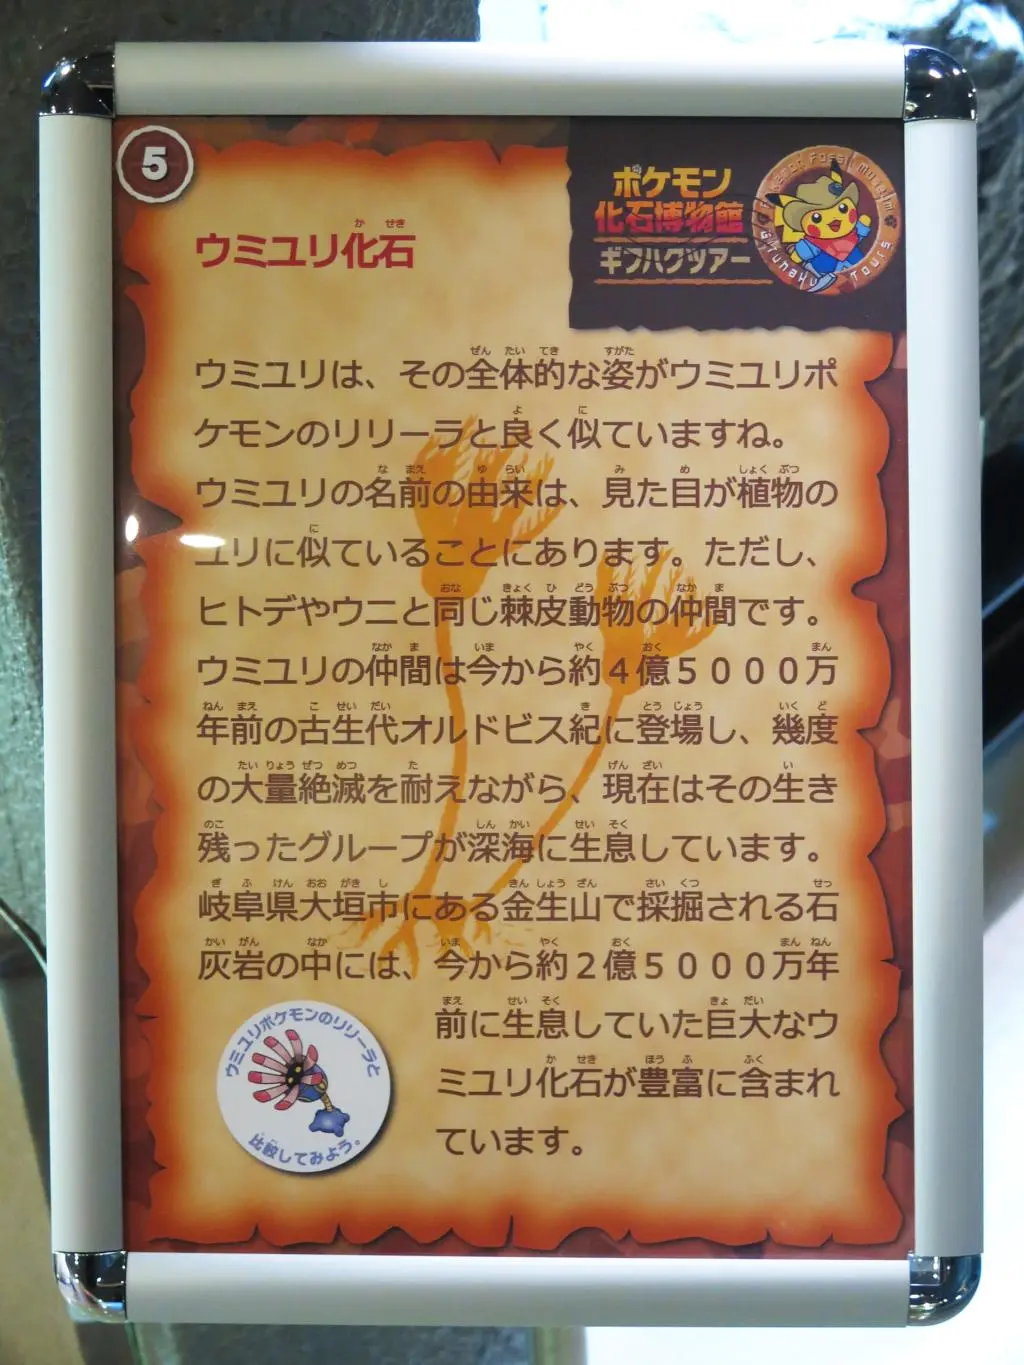 5
ポケモン
化石博物館
ギフハクツアー
POKÉMON FOSSIL MUSEUM
GIFUHAKU TOURS
ウミユリ化石
ウミユリは、その全体的な姿がウミユリポ
ケモンのリリーラと良く似ていますね。
ウミユリの名前の由来は、見た目が植物の
ユリに似ていることにあります。ただし、
ヒトデやウニと同じ棘皮動物の仲間です。
ウミユリの仲間は今から約４億５０００万
年前の古生代オルドビス紀に登場し、幾度
の大量絶滅を耐えながら、現在はその生き
残ったグループが深海に生息しています。
岐阜県大垣市にある金生山で採掘される石
灰岩の中には、今から約２億５０００万年
前に生息していた巨大なウ
ミユリ化石が豊富に含まれ
ています。
ウミユリポケモンのリリーラと
比較してみよう。